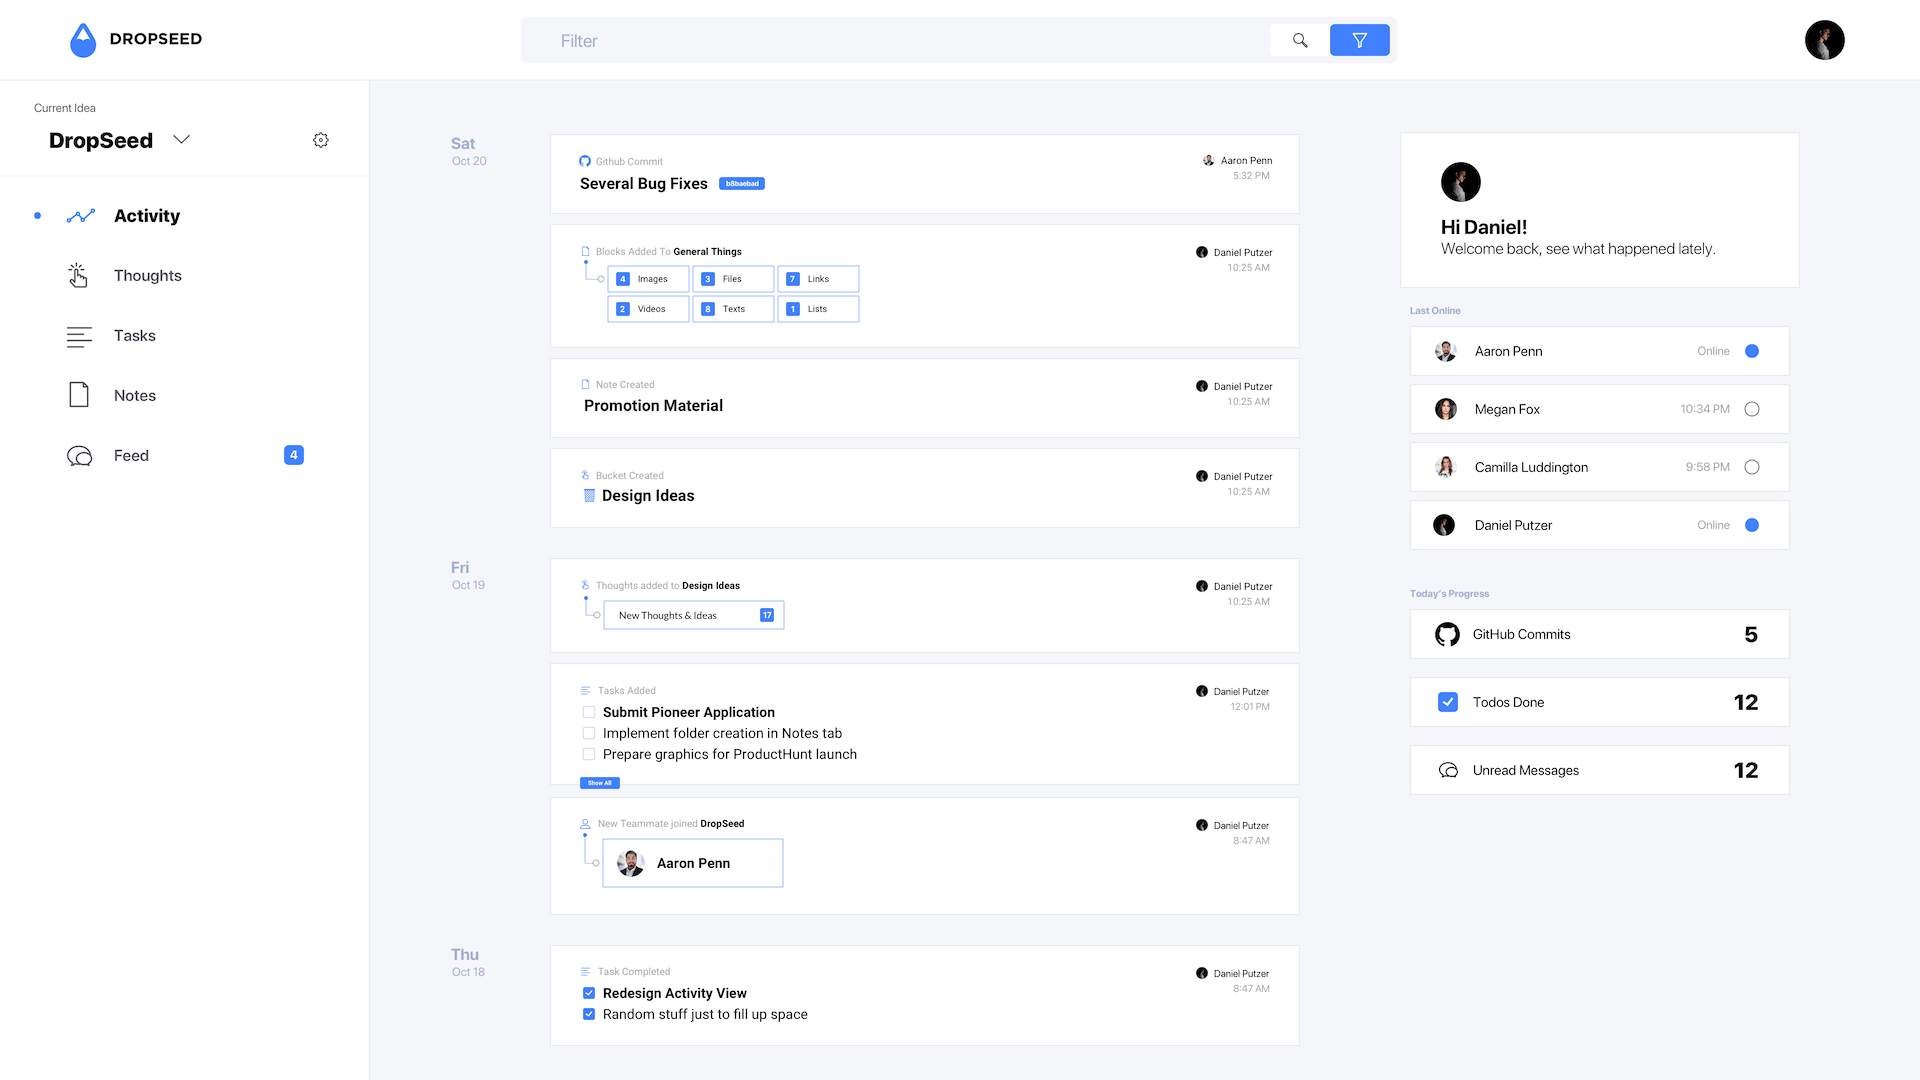 DROPSEED
Filter
Current Idea
DropSeed
Activity
Thoughts
Tasks
Notes
Feed
4
Sat
Oct 20
Github Commit
Several Bug Fixes
b8baebad
Aaron Penn
5:32 PM
Blocks Added To General Things
4 Images
3 Files
7 Links
2 Videos
8 Texts
1 Lists
Daniel Putzer
10:25 AM
Note Created
Promotion Material
Daniel Putzer
10:25 AM
Bucket Created
Design Ideas
Daniel Putzer
10:25 AM
Fri
Oct 19
Thoughts added to Design Ideas
New Thoughts & Ideas
17
Daniel Putzer
10:25 AM
Tasks Added
Submit Pioneer Application
Implement folder creation in Notes tab
Prepare graphics for ProductHunt launch
Show All
Daniel Putzer
12:01 PM
New Teammate joined DropSeed
Aaron Penn
Daniel Putzer
8:47 AM
Thu
Oct 18
Task Completed
Redesign Activity View
Random stuff just to fill up space
Daniel Putzer
8:47 AM
Hi Daniel!
Welcome back, see what happened lately.
Last Online
Aaron Penn
Online
Megan Fox
10:34 PM
Camilla Luddington
9:58 PM
Daniel Putzer
Online
Today's Progress
GitHub Commits
5
Todos Done
12
Unread Messages
12